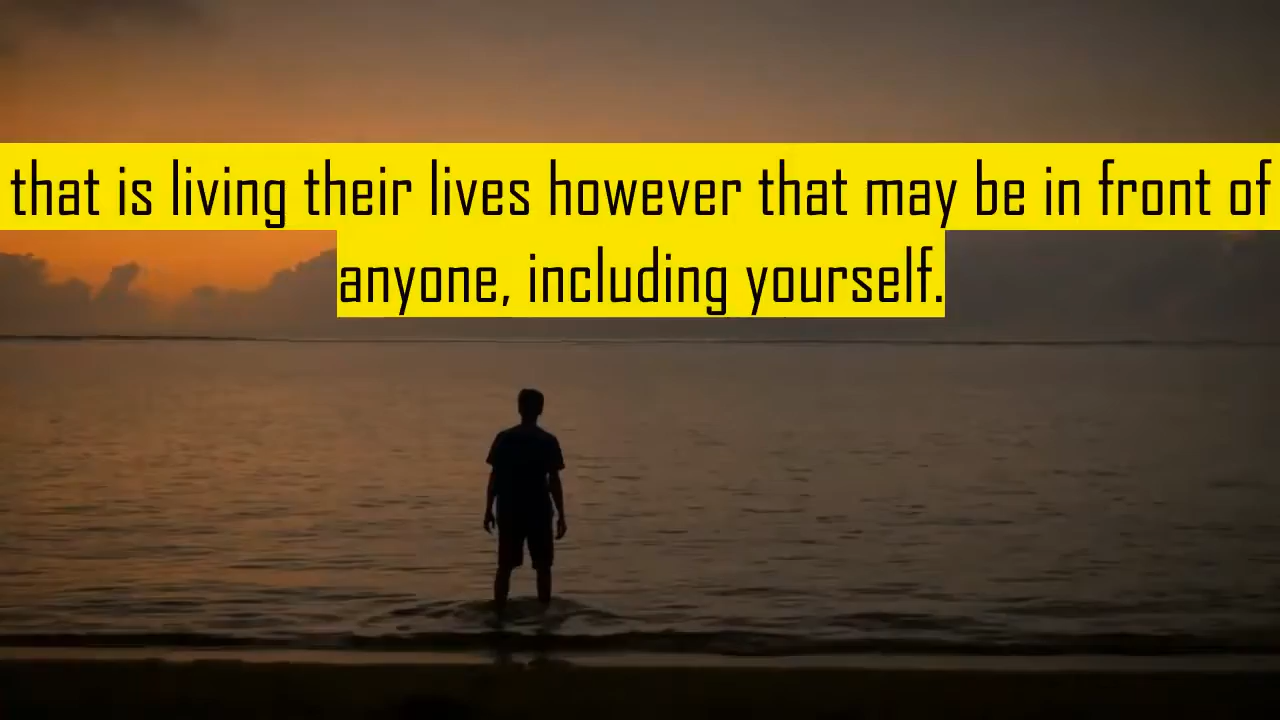 that is living their lives however that may be in front of
anyone, including yourself.